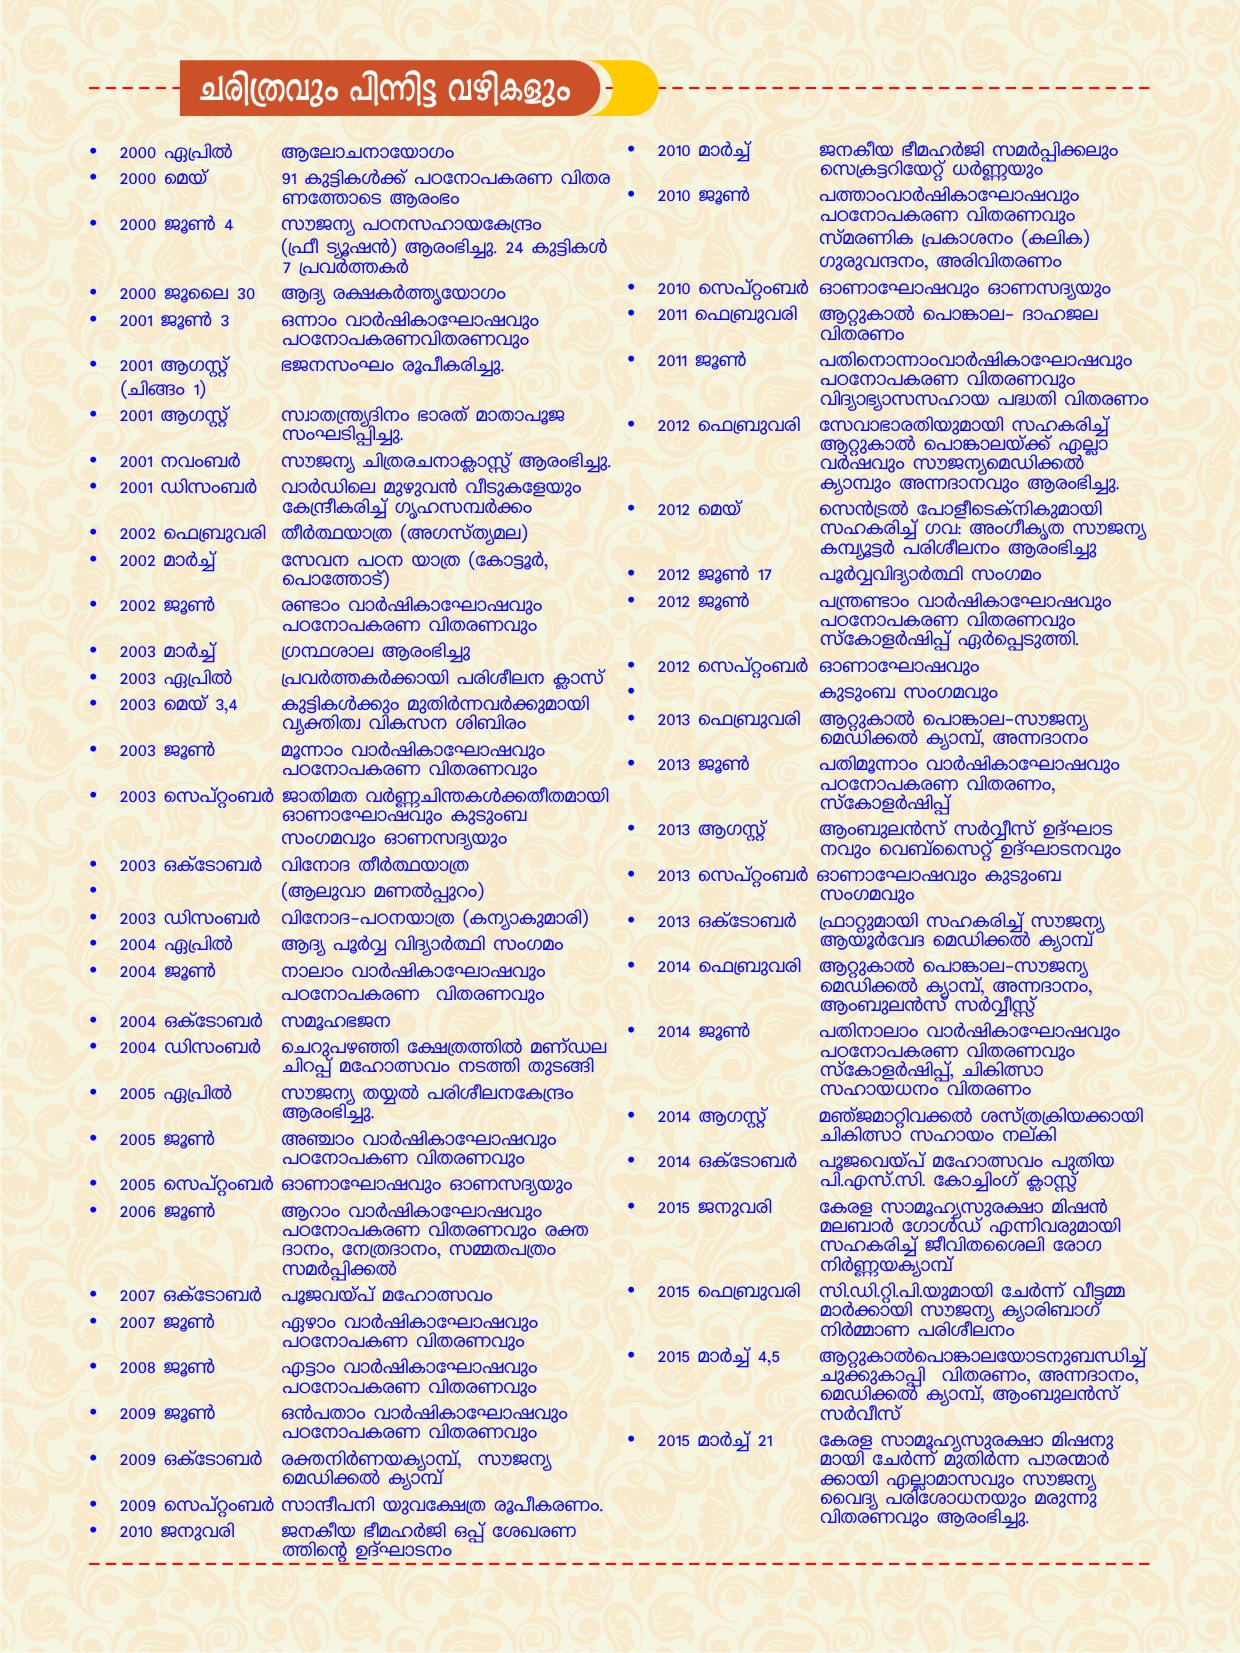 ചരിത്രവും പിന്നിട്ട വഴികളും
• 2000 ഏപ്രിൽ ആലോചനായോഗം
• 2000 മെയ് 91 കുട്ടികൾക്ക് പഠനോപകരണ വിതര
ണത്തോടെ ആരംഭം
• 2000 ജൂൺ 4 സൗജന്യ പഠനസഹായകേന്ദ്രം
(ഫ്രീ ട്യൂഷൻ) ആരംഭിച്ചു. 24 കുട്ടികൾ
7 പ്രവർത്തകർ
• 2000 ജൂലൈ 30 ആദ്യ രക്ഷകർത്തൃയോഗം
• 2001 ജൂൺ 3 ഒന്നാം വാർഷികാഘോഷവും
പഠനോപകരണവിതരണവും
• 2001 ആഗസ്റ്റ് ഭജനസംഘം രൂപീകരിച്ചു.
(ചിങ്ങം 1)
• 2001 ആഗസ്റ്റ് സ്വാതന്ത്ര്യദിനം ഭാരത് മാതാപൂജ
സംഘടിപ്പിച്ചു.
• 2001 നവംബർ സൗജന്യ ചിത്രരചനാക്ലാസ്സ് ആരംഭിച്ചു.
• 2001 ഡിസംബർ വാർഡിലെ മുഴുവൻ വീടുകളേയും
കേന്ദ്രീകരിച്ച് ഗൃഹസമ്പർക്കം
• 2002 ഫെബ്രുവരി തീർത്ഥയാത്ര (അഗസ്ത്യമല)
• 2002 മാർച്ച് സേവന പഠന യാത്ര (കോട്ടൂർ,
പൊത്തോട്)
• 2002 ജൂൺ രണ്ടാം വാർഷികാഘോഷവും
പഠനോപകരണ വിതരണവും
• 2003 മാർച്ച് ഗ്രന്ഥശാല ആരംഭിച്ചു
• 2003 ഏപ്രിൽ പ്രവർത്തകർക്കായി പരിശീലന ക്ലാസ്
• 2003 മെയ് 3,4 കുട്ടികൾക്കും മുതിർന്നവർക്കുമായി
വ്യക്തിത്വ വികസന ശിബിരം
• 2003 ജൂൺ മൂന്നാം വാർഷികാഘോഷവും
പഠനോപകരണ വിതരണവും
• 2003 സെപ്റ്റംബർ ജാതിമത വർണ്ണചിന്തകൾക്കതീതമായി
ഓണാഘോഷവും കുടുംബ
സംഗമവും ഓണസദ്യയും
• 2003 ഒക്ടോബർ വിനോദ തീർത്ഥയാത്ര
• (ആലുവാ മണൽപ്പുറം)
• 2003 ഡിസംബർ വിനോദ-പഠനയാത്ര (കന്യാകുമാരി)
• 2004 ഏപ്രിൽ ആദ്യ പൂർവ്വ വിദ്യാർത്ഥി സംഗമം
• 2004 ജൂൺ നാലാം വാർഷികാഘോഷവും
പഠനോപകരണ വിതരണവും
• 2004 ഒക്ടോബർ സമൂഹഭജന
• 2004 ഡിസംബർ ചെറുപഴഞ്ഞി ക്ഷേത്രത്തിൽ മണ്ഡല
ചിറപ്പ് മഹോത്സവം നടത്തി തുടങ്ങി
• 2005 ഏപ്രിൽ സൗജന്യ തയ്യൽ പരിശീലനകേന്ദ്രം
ആരംഭിച്ചു.
• 2005 ജൂൺ അഞ്ചാം വാർഷികാഘോഷവും
പഠനോപകണ വിതരണവും
• 2005 സെപ്റ്റംബർ ഓണാഘോഷവും ഓണസദ്യയും
• 2006 ജൂൺ ആറാം വാർഷികാഘോഷവും
പഠനോപകരണ വിതരണവും രക്ത
ദാനം, നേത്രദാനം, സമ്മതപത്രം
സമർപ്പിക്കൽ
• 2007 ഒക്ടോബർ പൂജവയ്പ് മഹോത്സവം
• 2007 ജൂൺ ഏഴാം വാർഷികാഘോഷവും
പഠനോപകണ വിതരണവും
• 2008 ജൂൺ എട്ടാം വാർഷികാഘോഷവും
പഠനോപകരണ വിതരണവും
• 2009 ജൂൺ ഒൻപതാം വാർഷികാഘോഷവും
പഠനോപകരണ വിതരണവും
• 2009 ഒക്ടോബർ രക്തനിർണയക്യാമ്പ്, സൗജന്യ
മെഡിക്കൽ ക്യാമ്പ്
• 2009 സെപ്റ്റംബർ സാന്ദീപനി യുവക്ഷേത്ര രൂപീകരണം.
• 2010 ജനുവരി ജനകീയ ഭീമഹർജി ഒപ്പ് ശേഖരണ
ത്തിന്റെ ഉദ്ഘാടനം
• 2010 മാർച്ച് ജനകീയ ഭീമഹർജി സമർപ്പിക്കലും
സെക്രട്ടറിയേറ്റ് ധർണ്ണയും
• 2010 ജൂൺ പത്താംവാർഷികാഘോഷവും
പഠനോപകരണ വിതരണവും
സ്മരണിക പ്രകാശനം (കലിക)
ഗുരുവന്ദനം, അരിവിതരണം
• 2010 സെപ്റ്റംബർ ഓണാഘോഷവും ഓണസദ്യയും
• 2011 ഫെബ്രുവരി ആറ്റുകാൽ പൊങ്കാല- ദാഹജല
വിതരണം
• 2011 ജൂൺ പതിനൊന്നാംവാർഷികാഘോഷവും
പഠനോപകരണ വിതരണവും
വിദ്യാഭ്യാസസഹായ പദ്ധതി വിതരണം
• 2012 ഫെബ്രുവരി സേവാഭാരതിയുമായി സഹകരിച്ച്
ആറ്റുകാൽ പൊങ്കാലയ്ക്ക് എല്ലാ
വർഷവും സൗജന്യമെഡിക്കൽ
ക്യാമ്പും അന്നദാനവും ആരംഭിച്ചു.
• 2012 മെയ് സെൻട്രൽ പോളീടെക്നികുമായി
സഹകരിച്ച് ഗവ: അംഗീകൃത സൗജന്യ
കമ്പ്യൂട്ടർ പരിശീലനം ആരംഭിച്ചു
• 2012 ജൂൺ 17 പൂർവ്വവിദ്യാർത്ഥി സംഗമം
• 2012 ജൂൺ പന്ത്രണ്ടാം വാർഷികാഘോഷവും
പഠനോപകരണ വിതരണവും
സ്കോളർഷിപ്പ് ഏർപ്പെടുത്തി.
• 2012 സെപ്റ്റംബർ ഓണാഘോഷവും
• കുടുംബ സംഗമവും
• 2013 ഫെബ്രുവരി ആറ്റുകാൽ പൊങ്കാല-സൗജന്യ
മെഡിക്കൽ ക്യാമ്പ്, അന്നദാനം
• 2013 ജൂൺ പതിമൂന്നാം വാർഷികാഘോഷവും
പഠനോപകരണ വിതരണം,
സ്കോളർഷിപ്പ്
• 2013 ആഗസ്റ്റ് ആംബുലൻസ് സർവ്വീസ് ഉദ്ഘാട
നവും വെബ്സൈറ്റ് ഉദ്ഘാടനവും
• 2013 സെപ്റ്റംബർ ഓണാഘോഷവും കുടുംബ
സംഗമവും
• 2013 ഒക്ടോബർ ഫ്രാറ്റുമായി സഹകരിച്ച് സൗജന്യ
ആയൂർവേദ മെഡിക്കൽ ക്യാമ്പ്
• 2014 ഫെബ്രുവരി ആറ്റുകാൽ പൊങ്കാല-സൗജന്യ
മെഡിക്കൽ ക്യാമ്പ്, അന്നദാനം,
ആംബുലൻസ് സർവ്വീസ്സ്
• 2014 ജൂൺ പതിനാലാം വാർഷികാഘോഷവും
പഠനോപകരണ വിതരണവും
സ്കോളർഷിപ്പ്, ചികിത്സാ
സഹായധനം വിതരണം
• 2014 ആഗസ്റ്റ് മഞ്ജമാറ്റിവക്കൽ ശസ്ത്രക്രിയക്കായി
ചികിത്സാ സഹായം നല്കി
• 2014 ഒക്ടോബർ പൂജവെയ്പ് മഹോത്സവം പുതിയ
പി.എസ്.സി. കോച്ചിംഗ് ക്ലാസ്സ്
• 2015 ജനുവരി കേരള സാമൂഹ്യസുരക്ഷാ മിഷൻ
മലബാർ ഗോൾഡ് എന്നിവരുമായി
സഹകരിച്ച് ജീവിതശൈലി രോഗ
നിർണ്ണയക്യാമ്പ്
• 2015 ഫെബ്രുവരി സി.ഡി.റ്റി.പി.യുമായി ചേർന്ന് വീട്ടമ്മ
മാർക്കായി സൗജന്യ ക്യാരിബാഗ്
നിർമ്മാണ പരിശീലനം
• 2015 മാർച്ച് 4,5 ആറ്റുകാൽപൊങ്കാലയോടനുബന്ധിച്ച്
ചുക്കുകാപ്പി വിതരണം, അന്നദാനം,
മെഡിക്കൽ ക്യാമ്പ്, ആംബുലൻസ്
സർവീസ്
• 2015 മാർച്ച് 21 കേരള സാമൂഹ്യസുരക്ഷാ മിഷനു
മായി ചേർന്ന് മുതിർന്ന പൗരന്മാർ
ക്കായി എല്ലാമാസവും സൗജന്യ
വൈദ്യ പരിശോധനയും മരുന്നു
വിതരണവും ആരംഭിച്ചു.